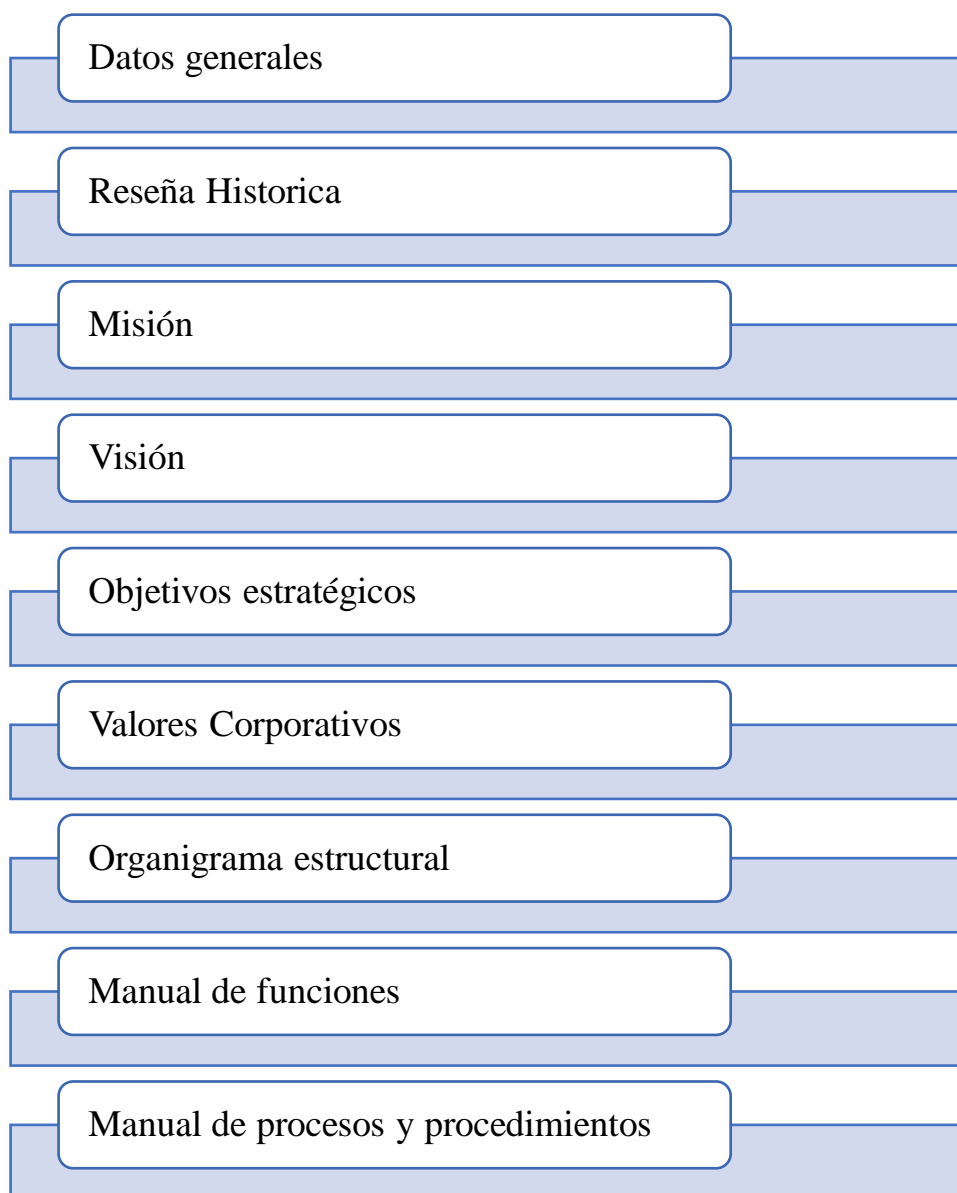 Datos generales
Reseña Historica
Misión
Visión
Objetivos estratégicos
Valores Corporativos
Organigrama estructural
Manual de funciones
Manual de procesos y procedimientos